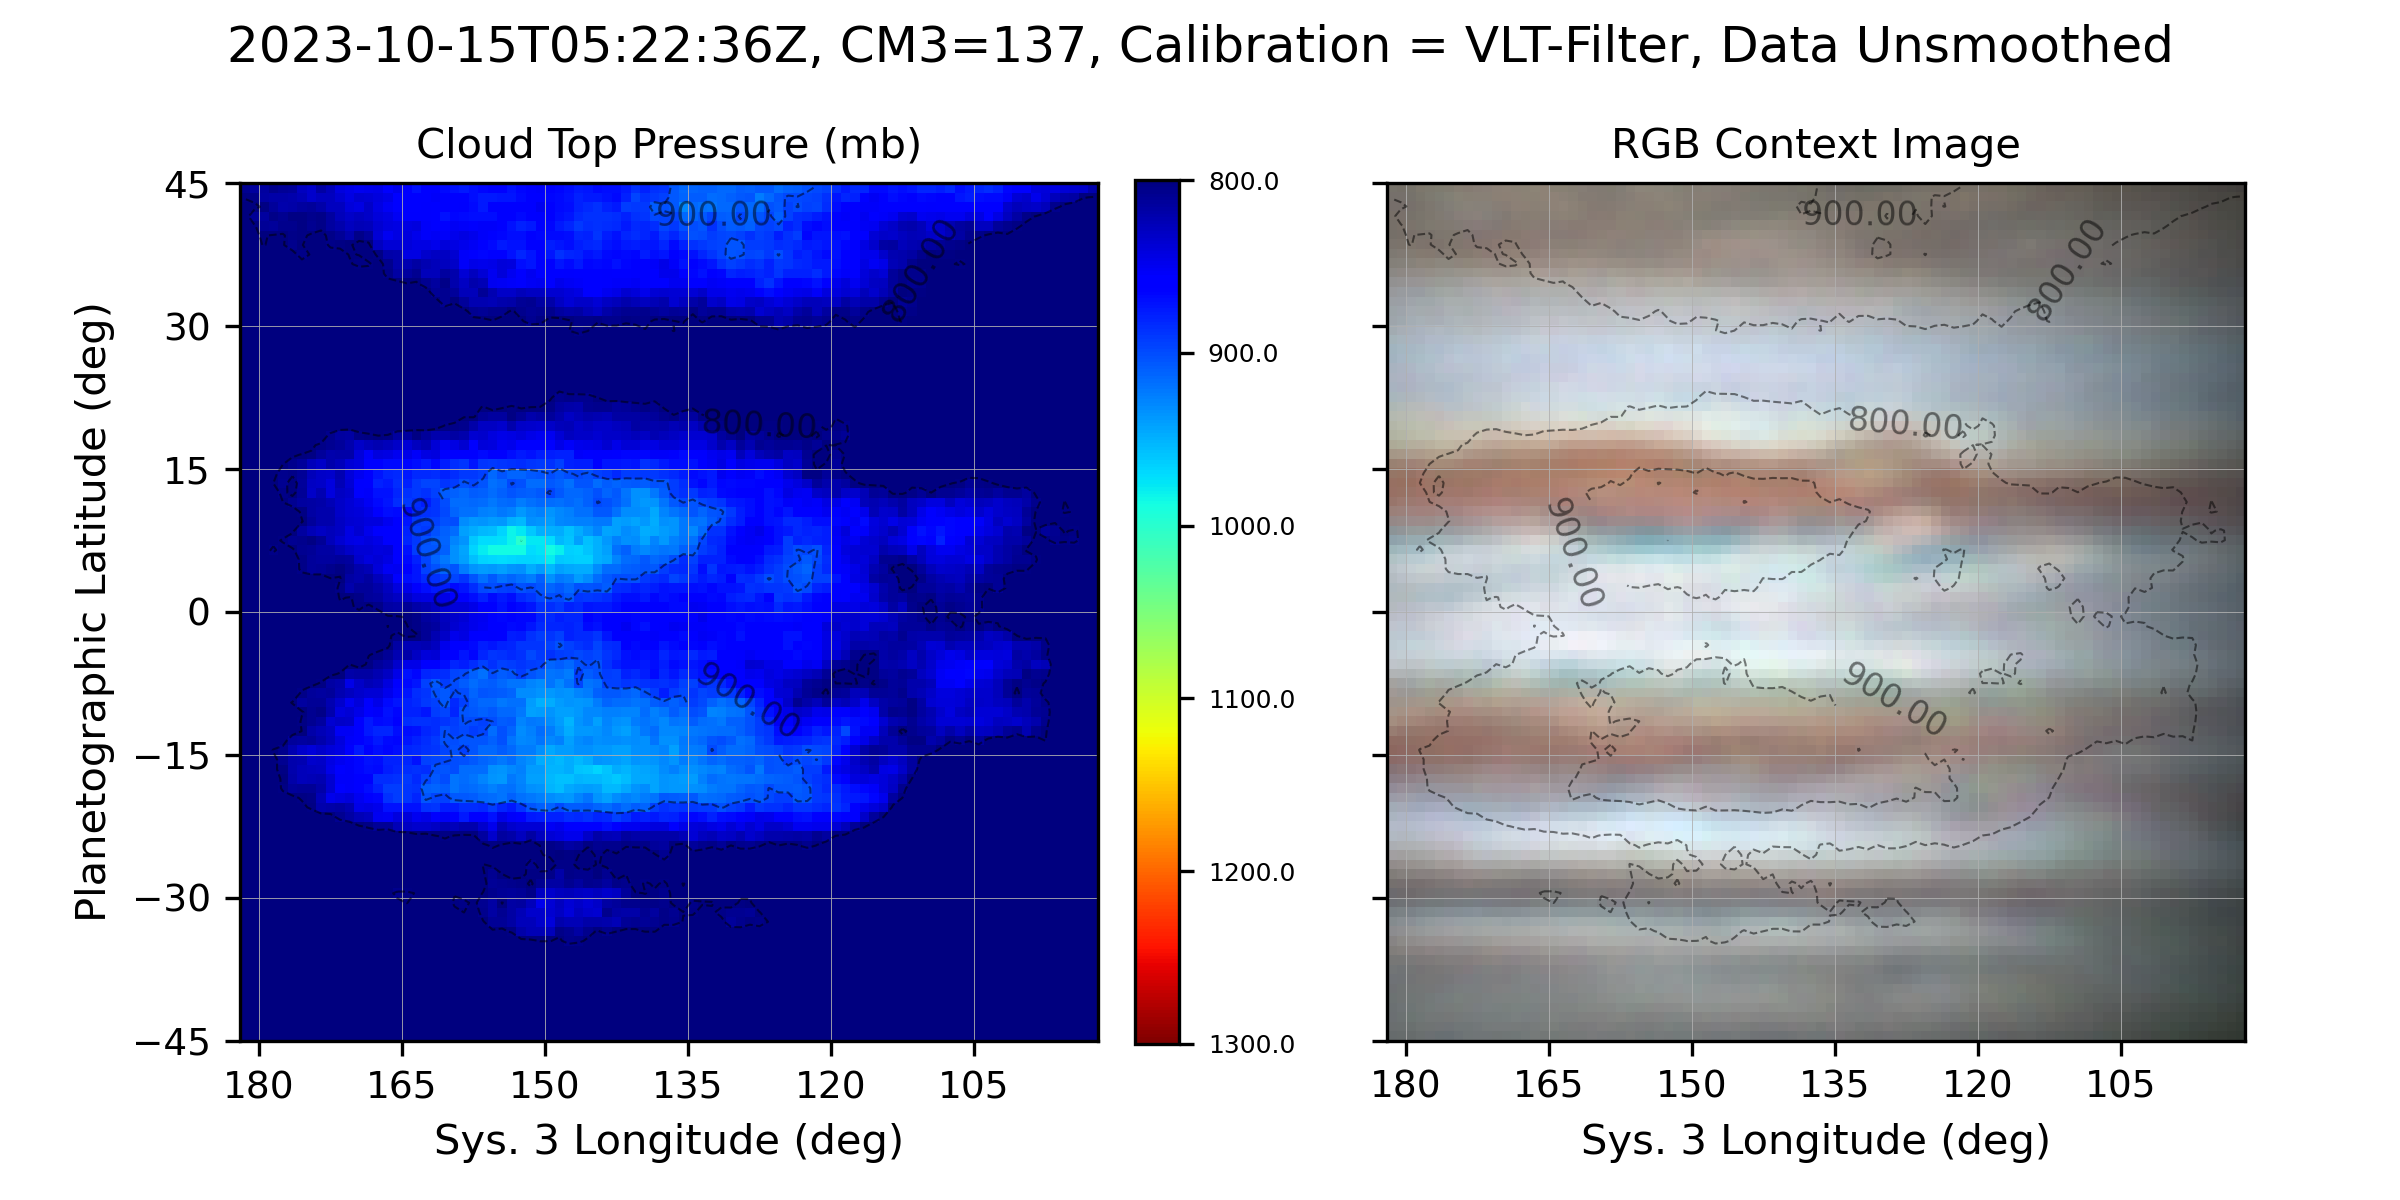 2023-10-15T05:22:36Z, CM3=137, Calibration = VLT-Filter, Data Unsmoothed
Cloud Top Pressure (mb)
RGB Context Image
Planetographic Latitude (deg)
45
30
15
0
−15
−30
−45
900.00
800.00
800.00
900.00
900.00
180 165 150 135 120 105
Sys. 3 Longitude (deg)
800.0
900.0
1000.0
1100.0
1200.0
1300.0
900.00
800.00
800.00
900.00
900.00
180 165 150 135 120 105
Sys. 3 Longitude (deg)